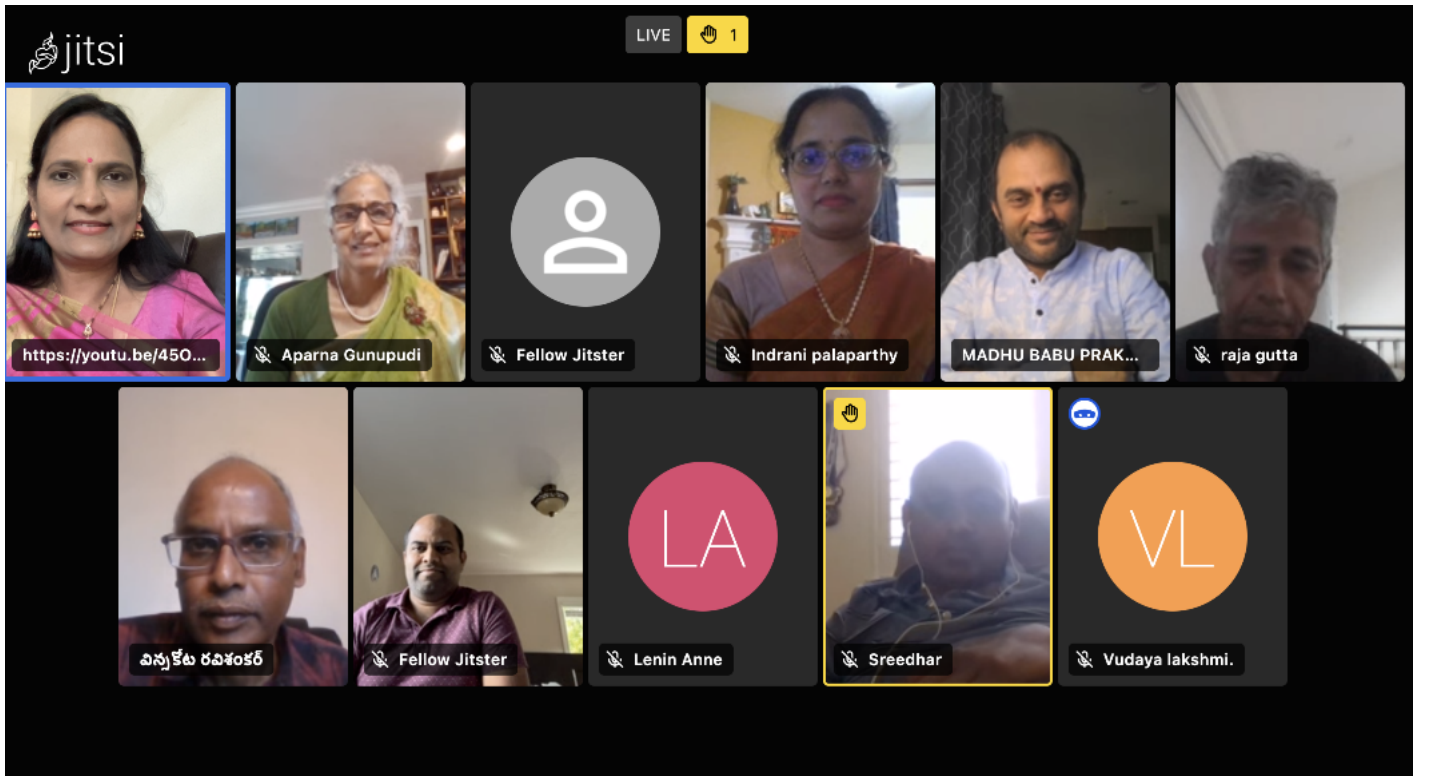 jitsi
LIVE
1
https://youtu.be/45O...
Aparna Gunupudi
Fellow Jitster
Indrani palaparthy
MADHU BABU PRAK...
raja gutta
విన్నకోట రవిశంకర్
Fellow Jitster
LA
Lenin Anne
Sreedhar
VL
Vudaya lakshmi.